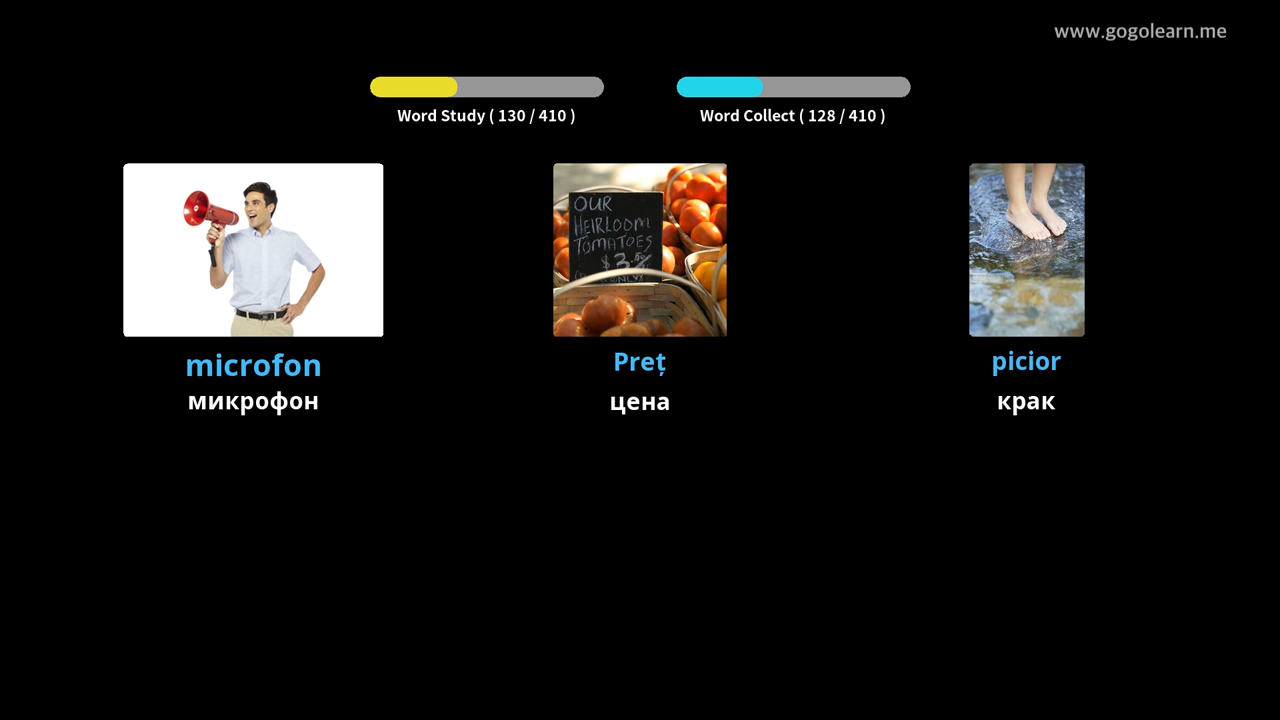 www.gogolearn.me
Word Study ( 130 / 410 )
Word Collect ( 128 / 410 )
OUR
HEIRLOOM
TOMATOES
microfon
Preț
picior
микрофон
цена
крак